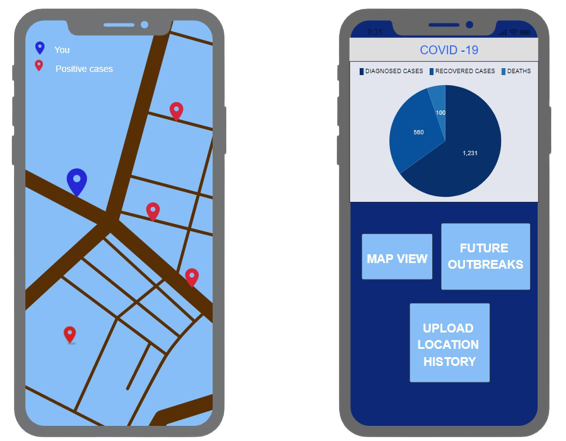 You
Positive cases
COVID -19
DIAGNOSED CASES RECOVERED CASES DEATHS
100
560
1,231
MAP VIEW
FUTURE
OUTBREAKS
UPLOAD
LOCATION
HISTORY